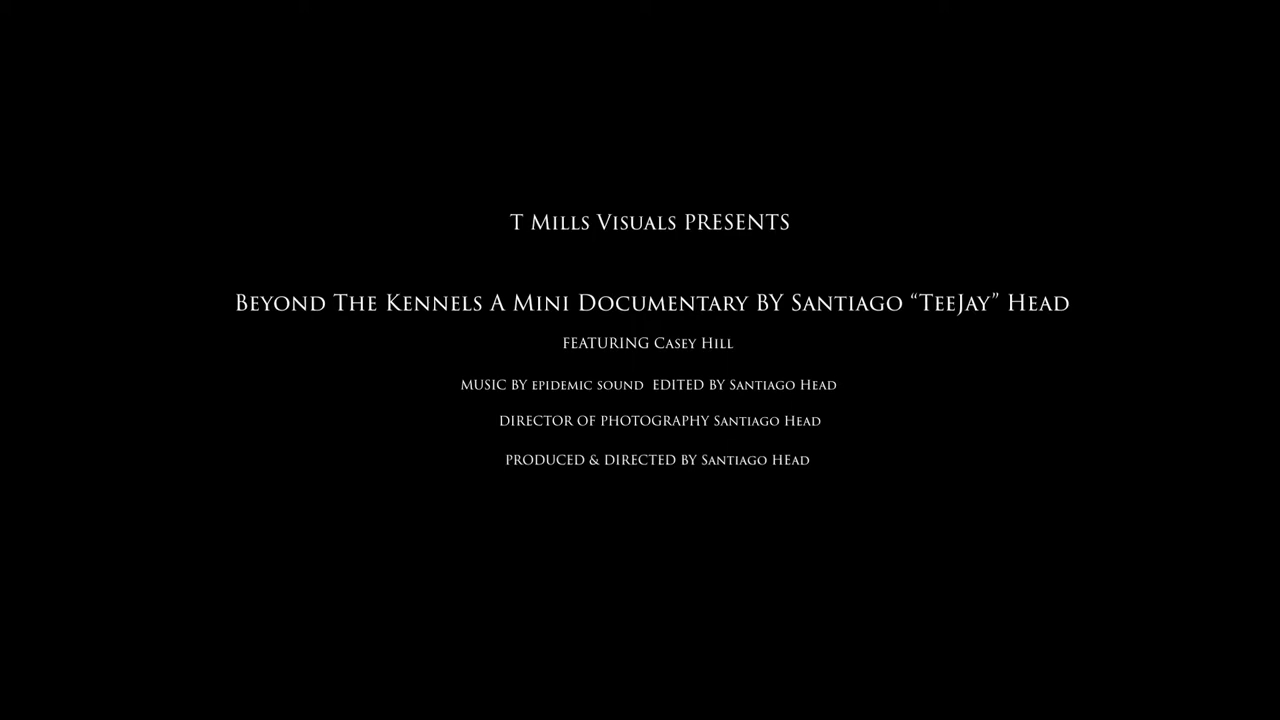 T Mills Visuals PRESENTS
Beyond The Kennels A Mini Documentary BY Santiago “TeeJay” Head
FEATURING Casey Hill
MUSIC BY epidemic sound EDITED BY Santiago Head
DIRECTOR OF PHOTOGRAPHY Santiago Head
PRODUCED & DIRECTED BY Santiago HEad